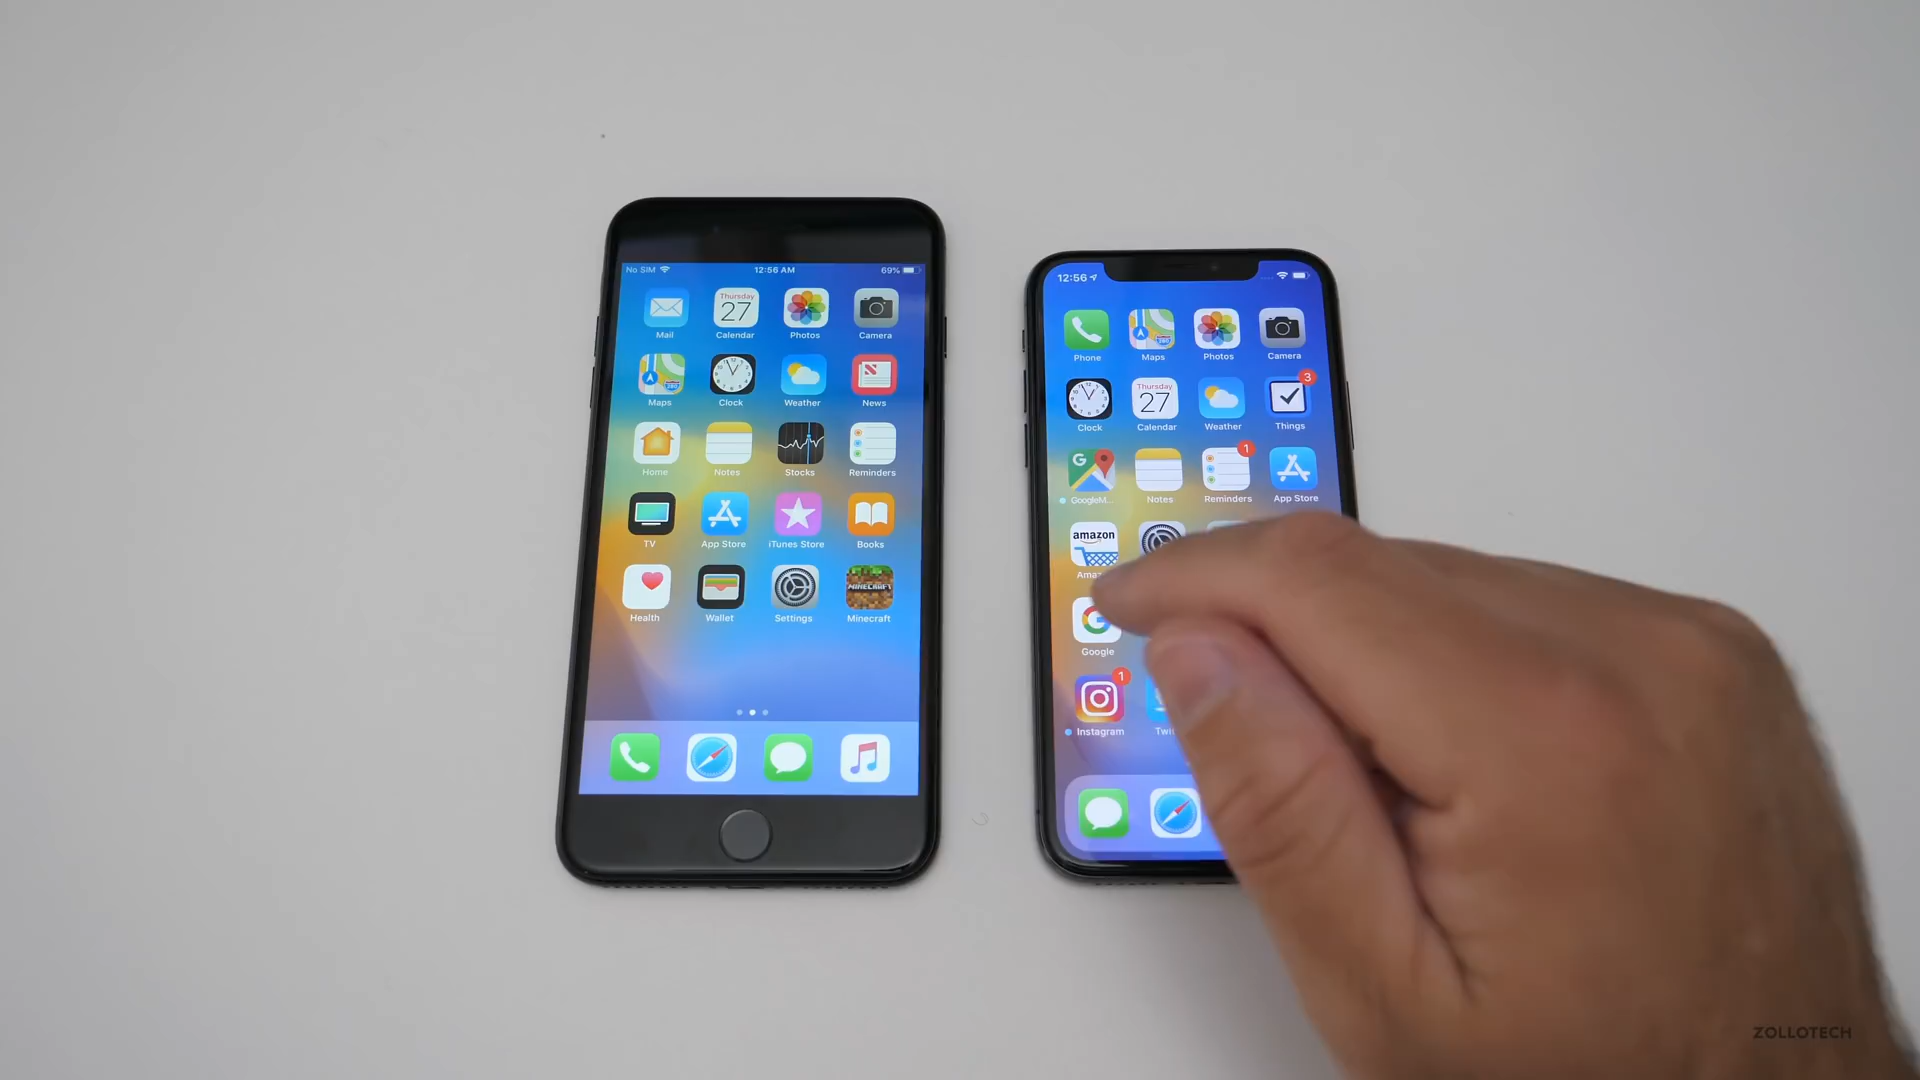 No SIM 12:56 AM 69%
Thursday
27
Mail Calendar Photos Camera
Maps Clock Weather News
Home Notes Stocks Reminders
TV App Store iTunes Store Books
MINECRAFT
Health Wallet Settings Minecraft
12:56
Phone Maps Photos Camera
Thursday
27
3
Clock Calendar Weather Things
G
1
GoogleM... Notes Reminders App Store
amazon
G
Google
1
Instagram
ZOLLOTECH